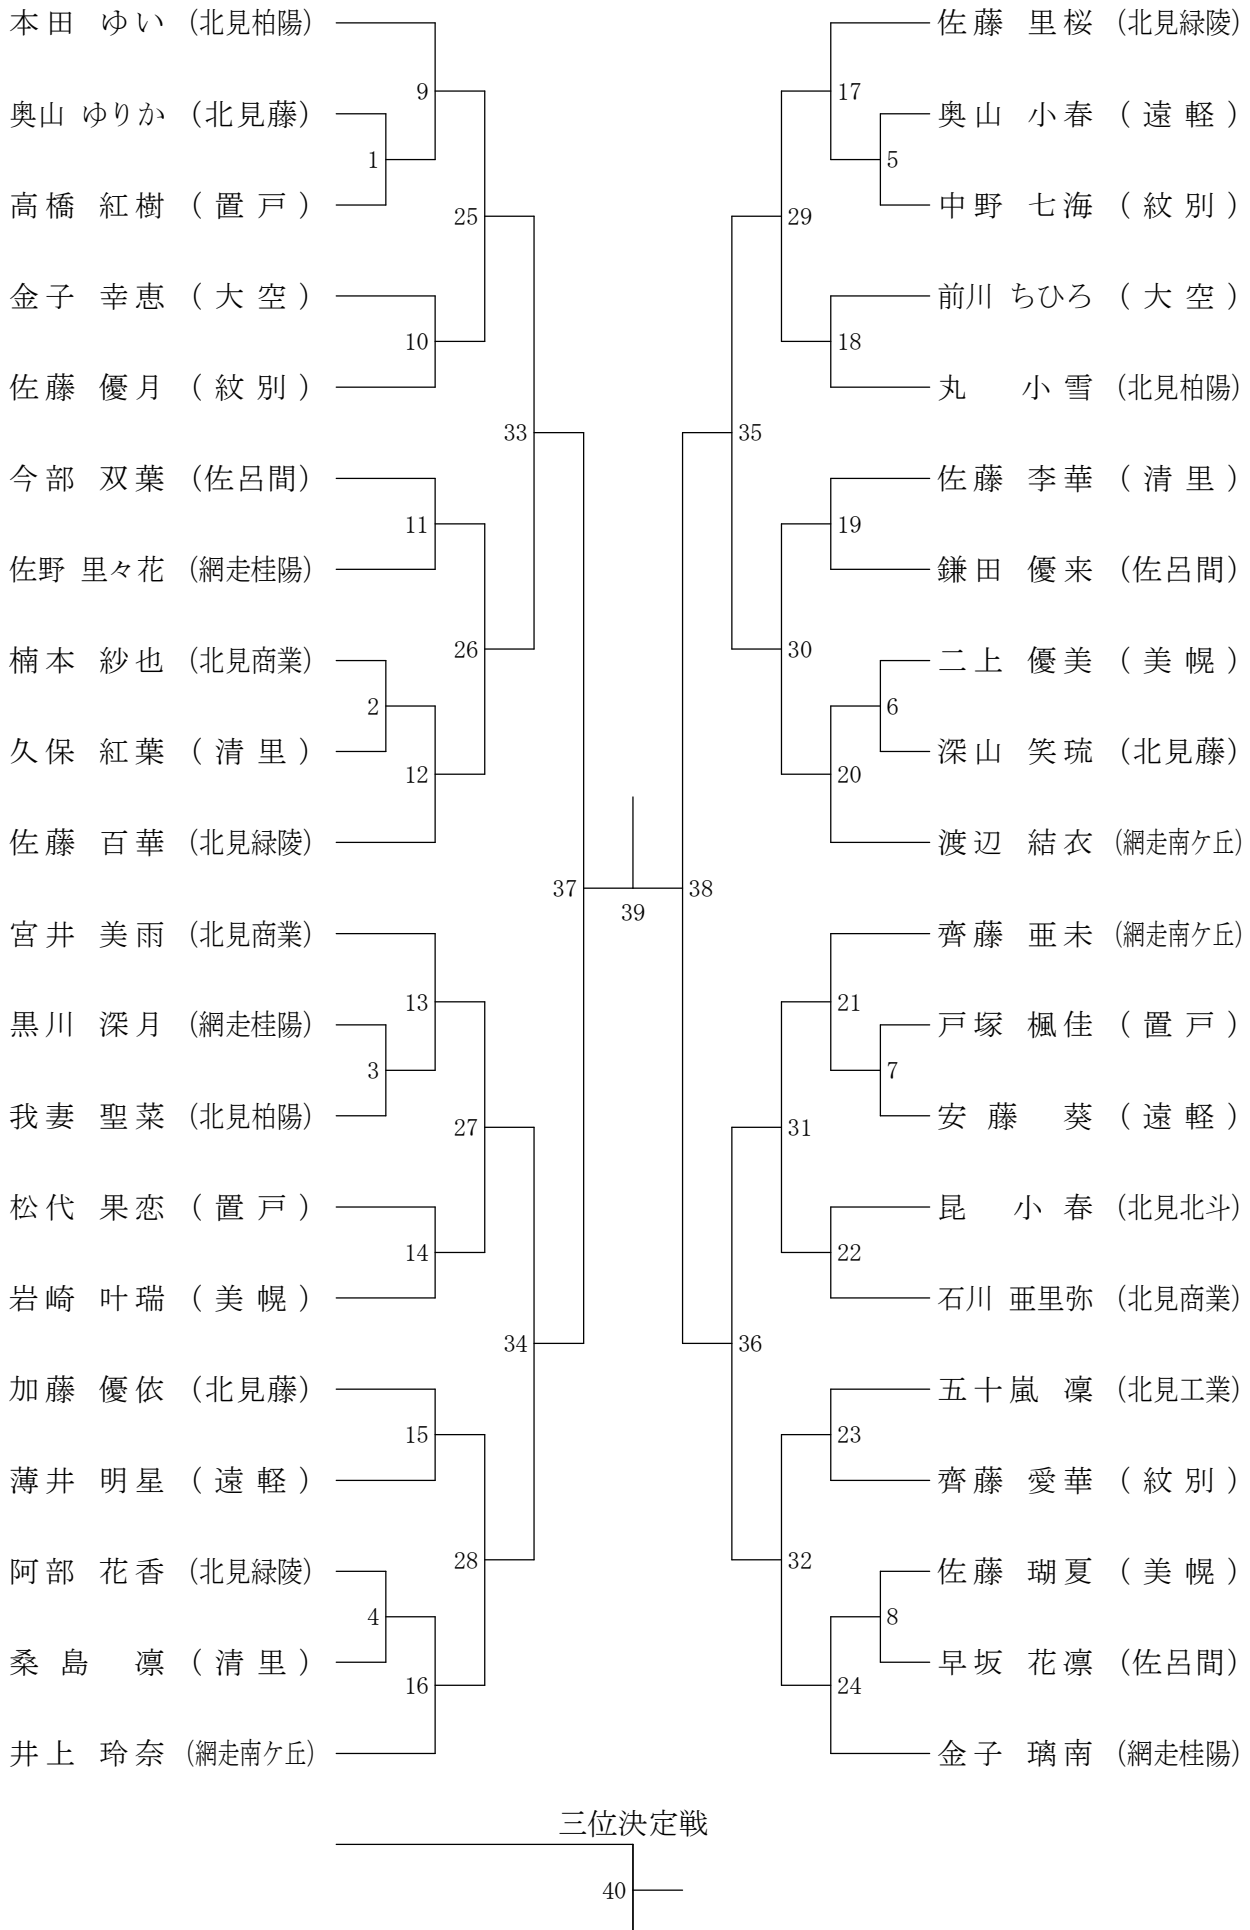 本田 ゆい (北見柏陽)
奥山 ゆりか (北見藤)
高橋 紅樹 (置戸)
金子 幸恵 (大空)
佐藤 優月 (紋別)
今部 双葉 (佐呂間)
佐野 里々花 (網走桂陽)
楠本 紗也 (北見商業)
久保 紅葉 (清里)
佐藤 百華 (北見緑陵)
宮井 美雨 (北見商業)
黒川 深月 (網走桂陽)
我妻 聖菜 (北見柏陽)
松代 果恋 (置戸)
岩崎 叶瑞 (美幌)
加藤 優依 (北見藤)
薄井 明星 (遠軽)
阿部 花香 (北見緑陵)
桑島 凛 (清里)
井上 玲奈 (網走南ケ丘)
1
2
3
4
9
10
11
12
13
14
15
16
25
26
27
28
33
34
37
39
38
35
36
29
30
31
32
17
18
19
20
21
22
23
24
5
6
7
8
佐藤 里桜 (北見緑陵)
奥山 小春 (遠軽)
中野 七海 (紋別)
前川 ちひろ (大空)
丸 小雪 (北見柏陽)
佐藤 李華 (清里)
鎌田 優来 (佐呂間)
二上 優美 (美幌)
深山 笑琉 (北見藤)
渡辺 結衣 (網走南ケ丘)
齊藤 亜未 (網走南ケ丘)
戸塚 楓佳 (置戸)
安藤 葵 (遠軽)
昆 小春 (北見北斗)
石川 亜里弥 (北見商業)
五十嵐 凜 (北見工業)
齊藤 愛華 (紋別)
佐藤 瑚夏 (美幌)
早坂 花凛 (佐呂間)
金子 璃南 (網走桂陽)
三位決定戦
40